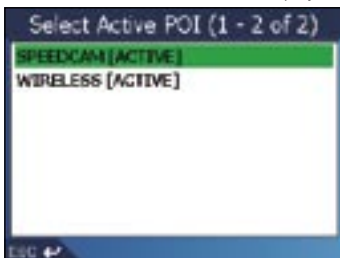 Select Active POI (1 - 2 of 2)
SPEEDCAM [ACTIVE]
WIRELESS [ACTIVE]
ESC